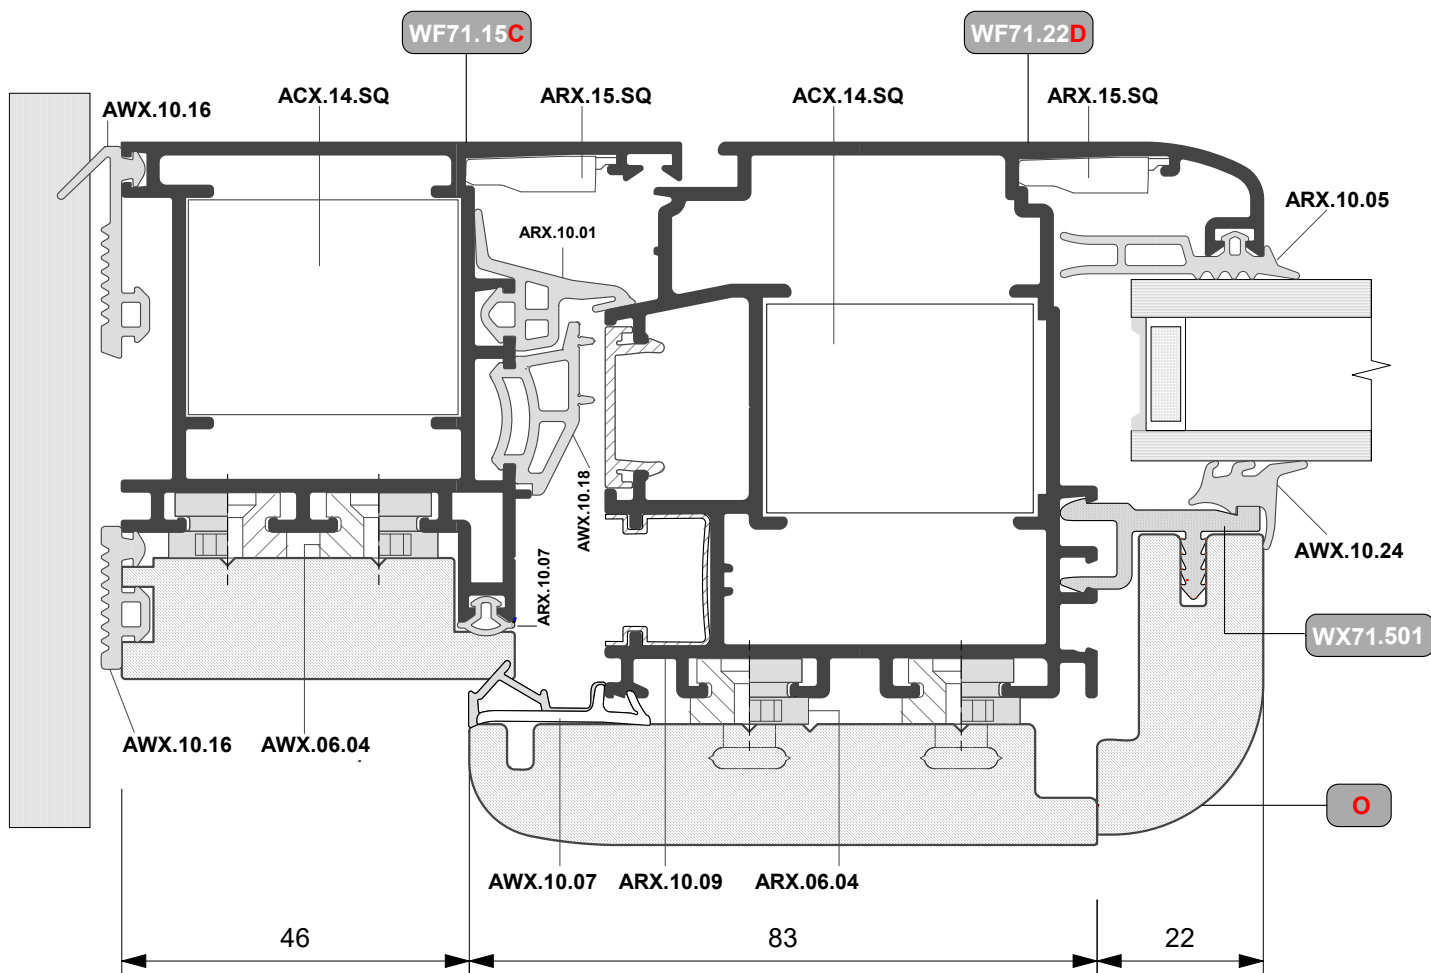 WF71.15C
WF71.22D
ACX.14.SQ
ARX.15.SQ
ACX.14.SQ
ARX.15.SQ
AWX.10.16
ARX.10.05
ARX.10.01
AWX.10.18
ARX.10.07
AWX.10.24
WX71.501
AWX.10.16
AWX.06.04
O
AWX.10.07
ARX.10.09
ARX.06.04
46
83
22